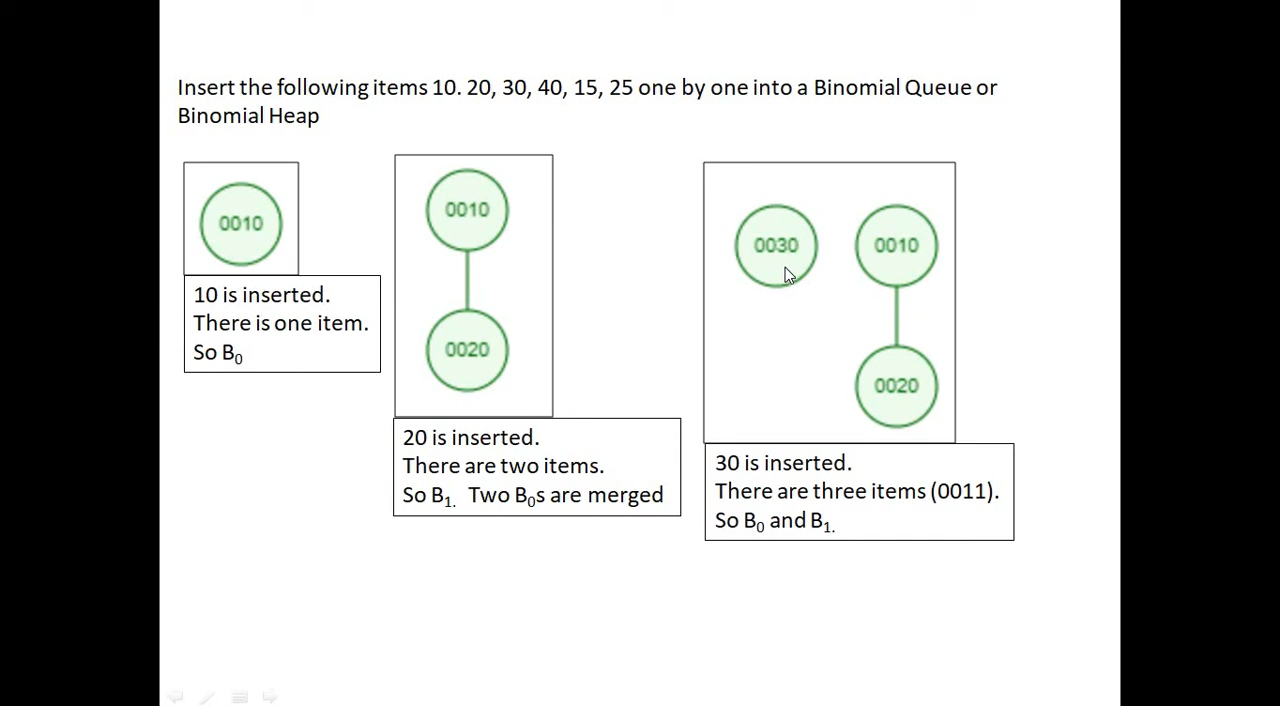 Insert the following items 10. 20, 30, 40, 15, 25 one by one into a Binomial Queue or
Binomial Heap
0010
10 is inserted.
There is one item.
So B₀
0010
0020
20 is inserted.
There are two items.
So B₁. Two B₀s are merged
0030
0010
0020
30 is inserted.
There are three items (0011).
So B₀ and B₁.